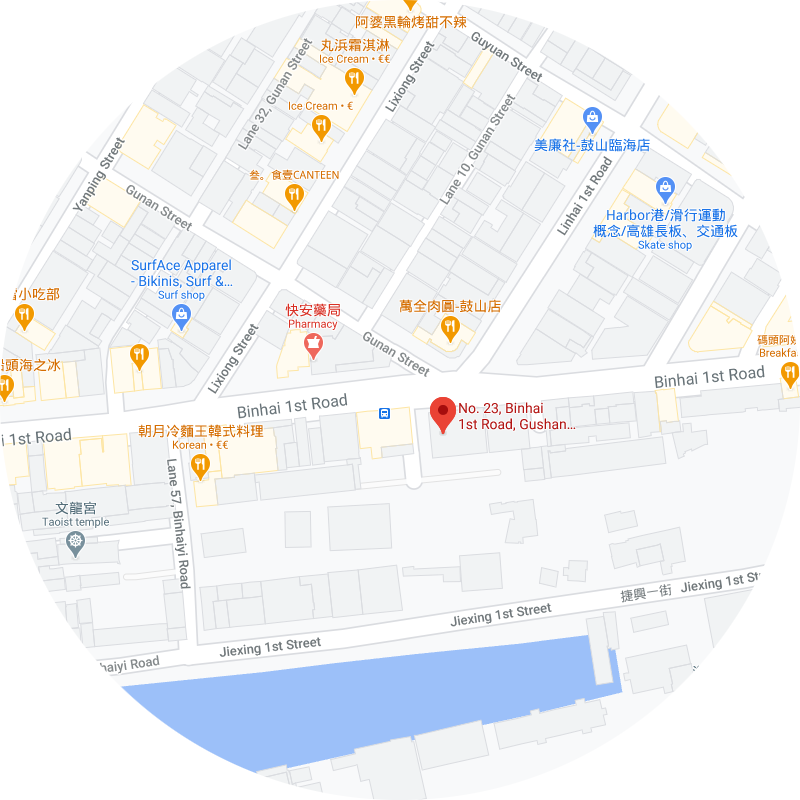 阿婆黑輪烤甜不辣
丸浜霜淇淋
Ice Cream • €€
Guyuan Street
Lane 32, Gunan Street
Lixiong Street
Ice Cream • €
Lane 10, Gunan Street
美廉社-鼓山臨海店
Yanping Street
叁。食壹CANTEEN
Gunan Street
Linhai 1st Road
Harbor港/滑行運動
概念/高雄長板、交通板
Skate shop
SurfAce Apparel
- Bikinis, Surf &...
Surf shop
小吃部
快安藥局
Pharmacy
萬全肉圓-鼓山店
Lixiong Street
Gunan Street
碼頭阿姑
Breakfa
頭海之冰
Binhai 1st Road
Binhai 1st Road
No. 23, Binhai
1st Road, Gushan...
i 1st Road
朝月冷麵王韓式料理
Korean • €€
Lane 57, Binhaiyi Road
文龍宮
Taoist temple
捷興一街
Jiexing 1st St
Jiexing 1st Street
Jiexing 1st Street
haiyi Road